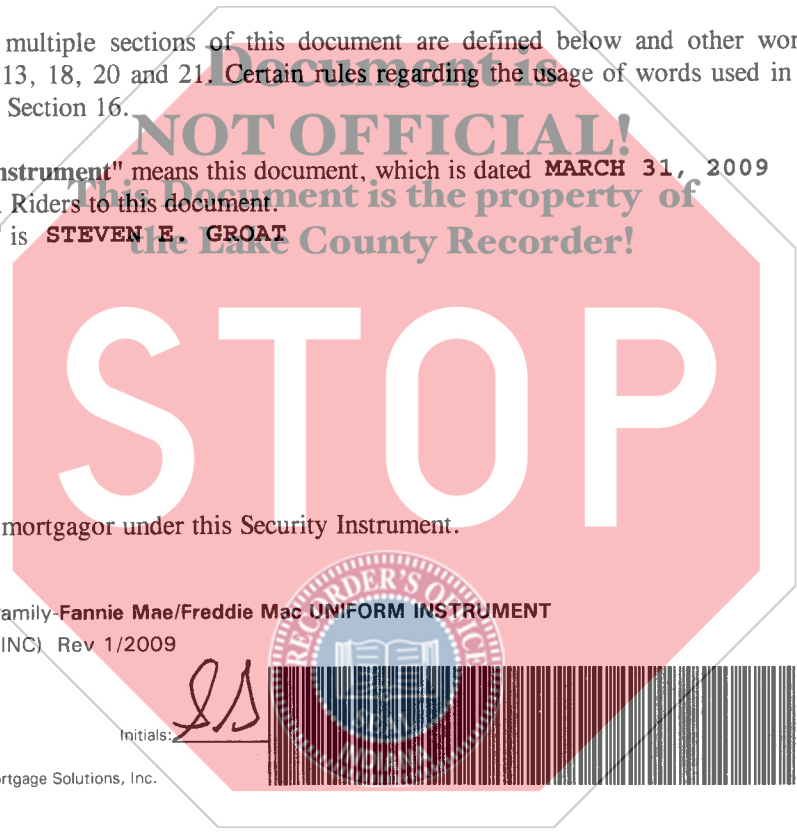 multiple sections of this document are defined below and other wor
13, 18, 20 and 21. Certain rules regarding the usage of words used in
Section 16.
Document is
NOT OFFICIAL!
This Document is the property of
the Lake County Recorder!
nstrument" means this document, which is dated MARCH 31, 2009
Riders to this document.
is STEVEN E. GROAT
STOP
mortgagor under this Security Instrument.
amily-Fannie Mae/Freddie Mac UNIFORM INSTRUMENT
INC) Rev 1/2009
RECORDER'S OFFICE
SEAL
INDIANA
Initials: SG
rtgage Solutions, Inc.